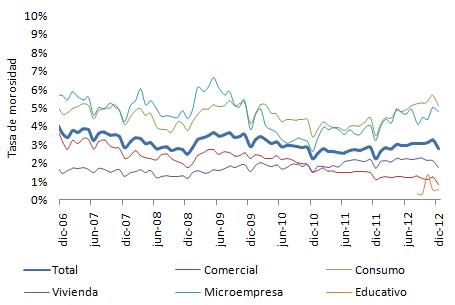 10%
9%
8%
7%
6%
5%
4%
3%
2%
1%
0%
Tasa de morosidad
dic-06
jun-07
dic-07
jun-08
dic-08
jun-09
dic-09
jun-10
dic-10
jun-11
dic-11
jun-12
dic-12
Total
Comercial
Consumo
Vivienda
Microempresa
Educativo